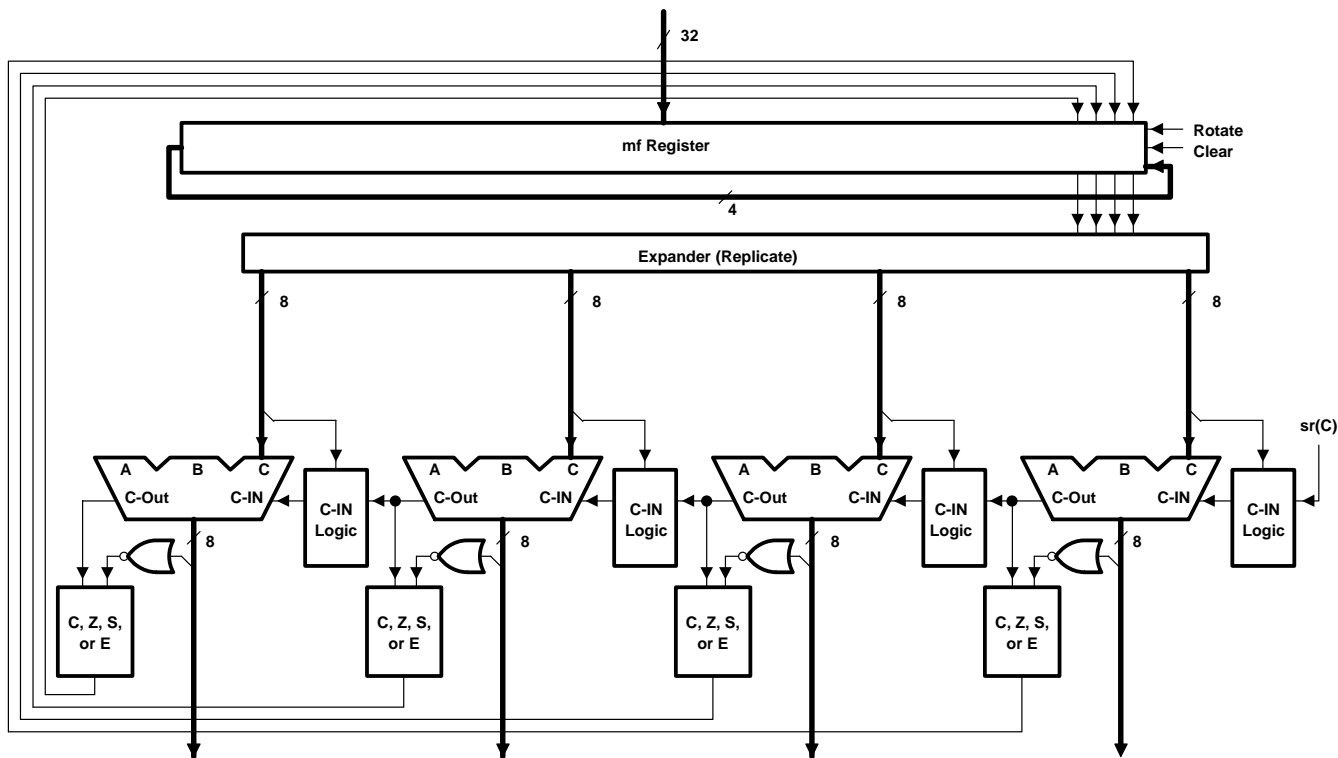 32
Rotate
mf Register
Clear
4
Expander (Replicate)
8
8
8
8
sr(C)
A
B
C
A
B
C
A
B
C
A
B
C
C-Out
C-IN
C-IN
Logic
C-Out
C-IN
C-IN
Logic
C-Out
C-IN
C-IN
Logic
C-Out
C-IN
C-IN
Logic
8
8
8
8
C, Z, S,
or E
C, Z, S,
or E
C, Z, S,
or E
C, Z, S,
or E